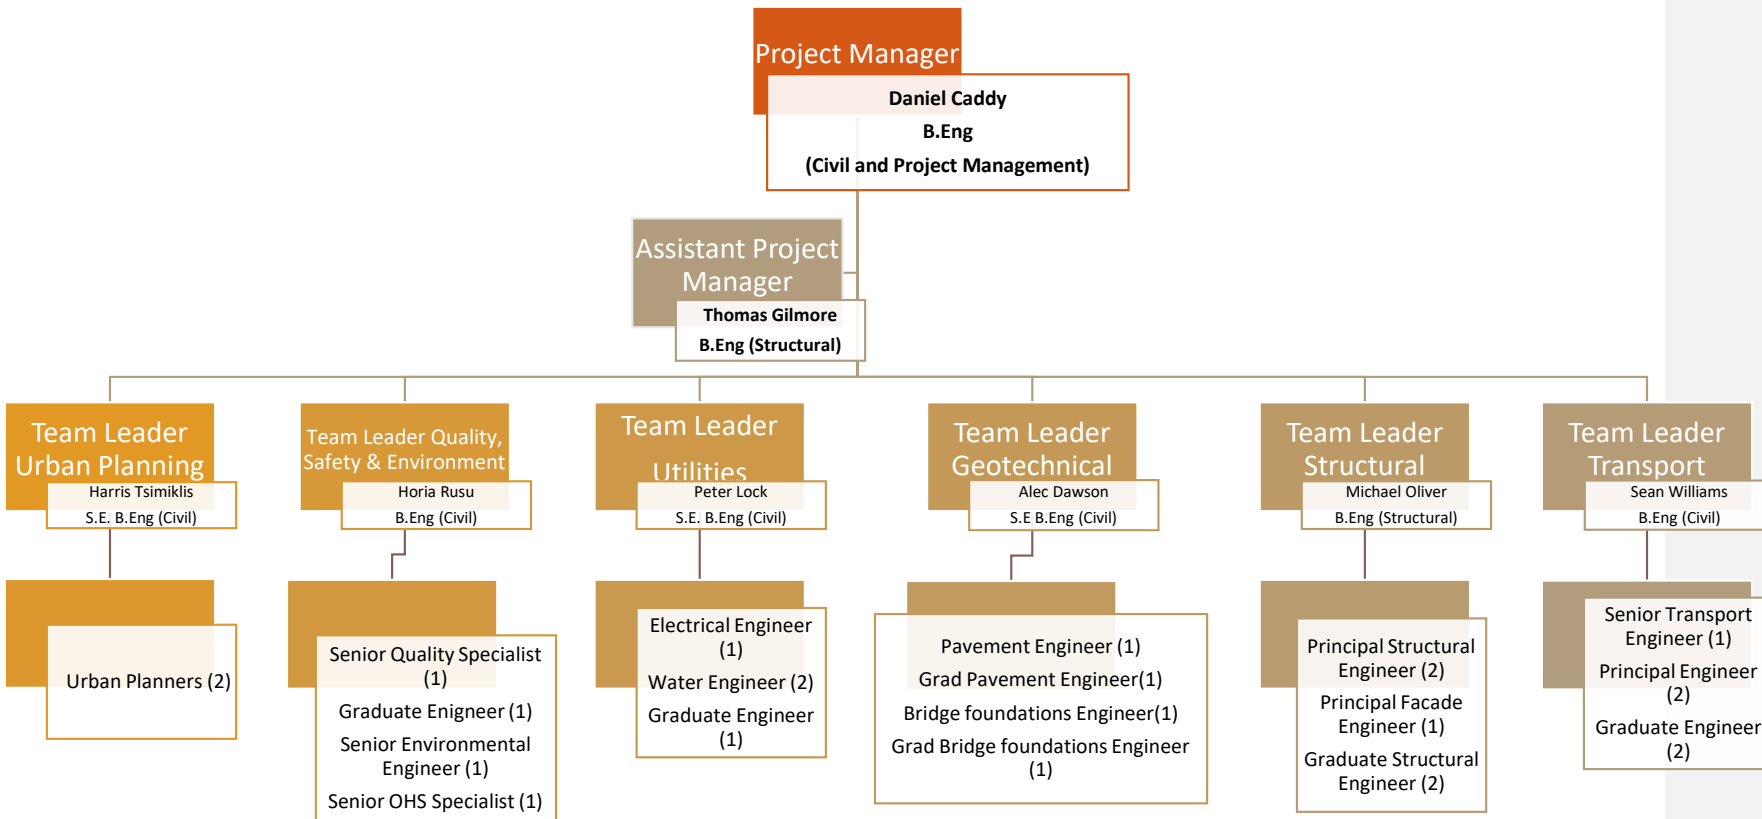 Project Manager
Daniel Caddy
B.Eng
(Civil and Project Management)
Assistant Project
Manager
Thomas Gilmore
B.Eng (Structural)
Team Leader
Urban Planning
Harris Tsimiklis
S.E. B.Eng (Civil)
Team Leader Quality,
Safety & Environment
Horia Rusu
B.Eng (Civil)
Team Leader
Utilities
Peter Lock
S.E. B.Eng (Civil)
Team Leader
Geotechnical
Alec Dawson
S.E B.Eng (Civil)
Team Leader
Structural
Michael Oliver
B.Eng (Structural)
Team Leader
Transport
Sean Williams
B.Eng (Civil)
Urban Planners (2)
Senior Quality Specialist
(1)
Graduate Enigneer (1)
Senior Environmental
Engineer (1)
Senior OHS Specialist (1)
Electrical Engineer
(1)
Water Engineer (2)
Graduate Engineer
(1)
Pavement Engineer (1)
Grad Pavement Engineer(1)
Bridge foundations Engineer(1)
Grad Bridge foundations Engineer
(1)
Principal Structural
Engineer (2)
Principal Facade
Engineer (1)
Graduate Structural
Engineer (2)
Senior Transport
Engineer (1)
Principal Engineer
(2)
Graduate Engineer
(2)